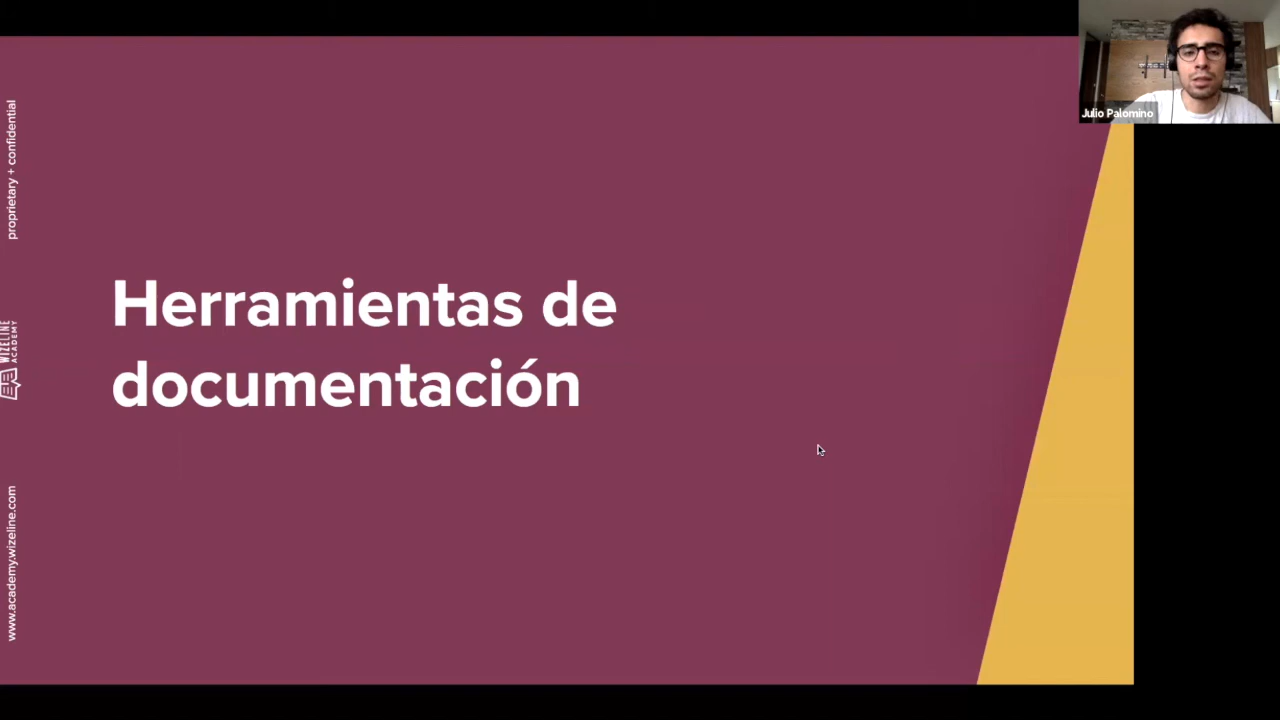 Herramientas de
documentación
proprietary + confidential
WIZELINE
ACADEMY
www.academy.wizeline.com
Julio Palomino